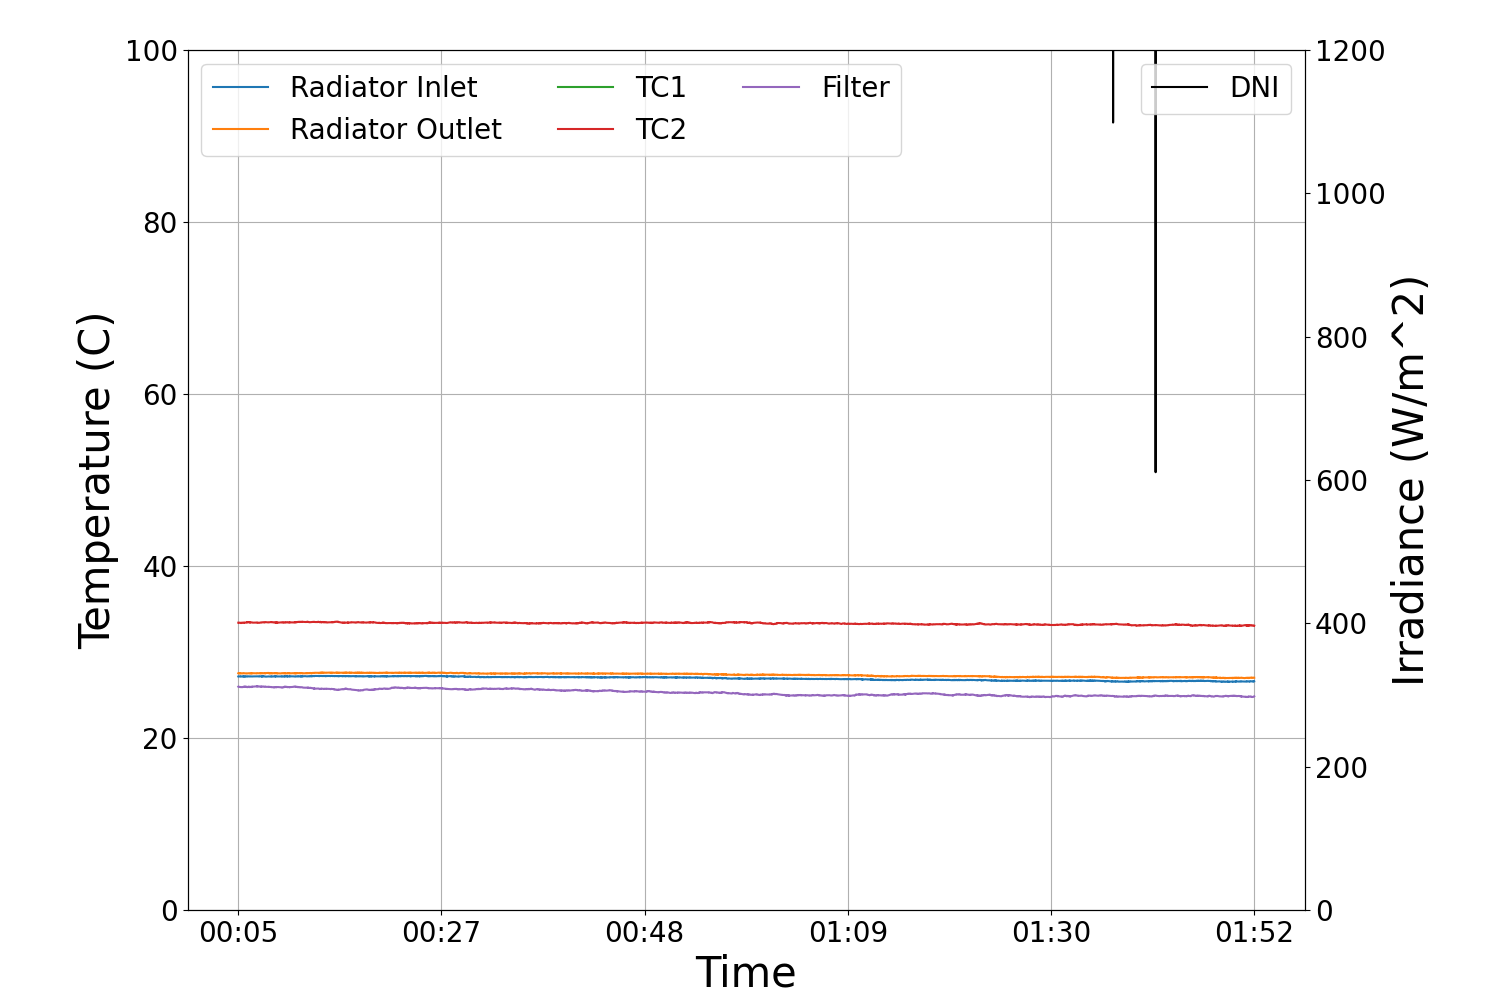 100
80
60
40
20
0
Temperature (C)
Radiator Inlet
Radiator Outlet
TC1
TC2
Filter
DNI
1200
1000
800
600
400
200
0
Irradiance (W/m^2)
00:05 00:27 00:48 01:09 01:30 01:52
Time